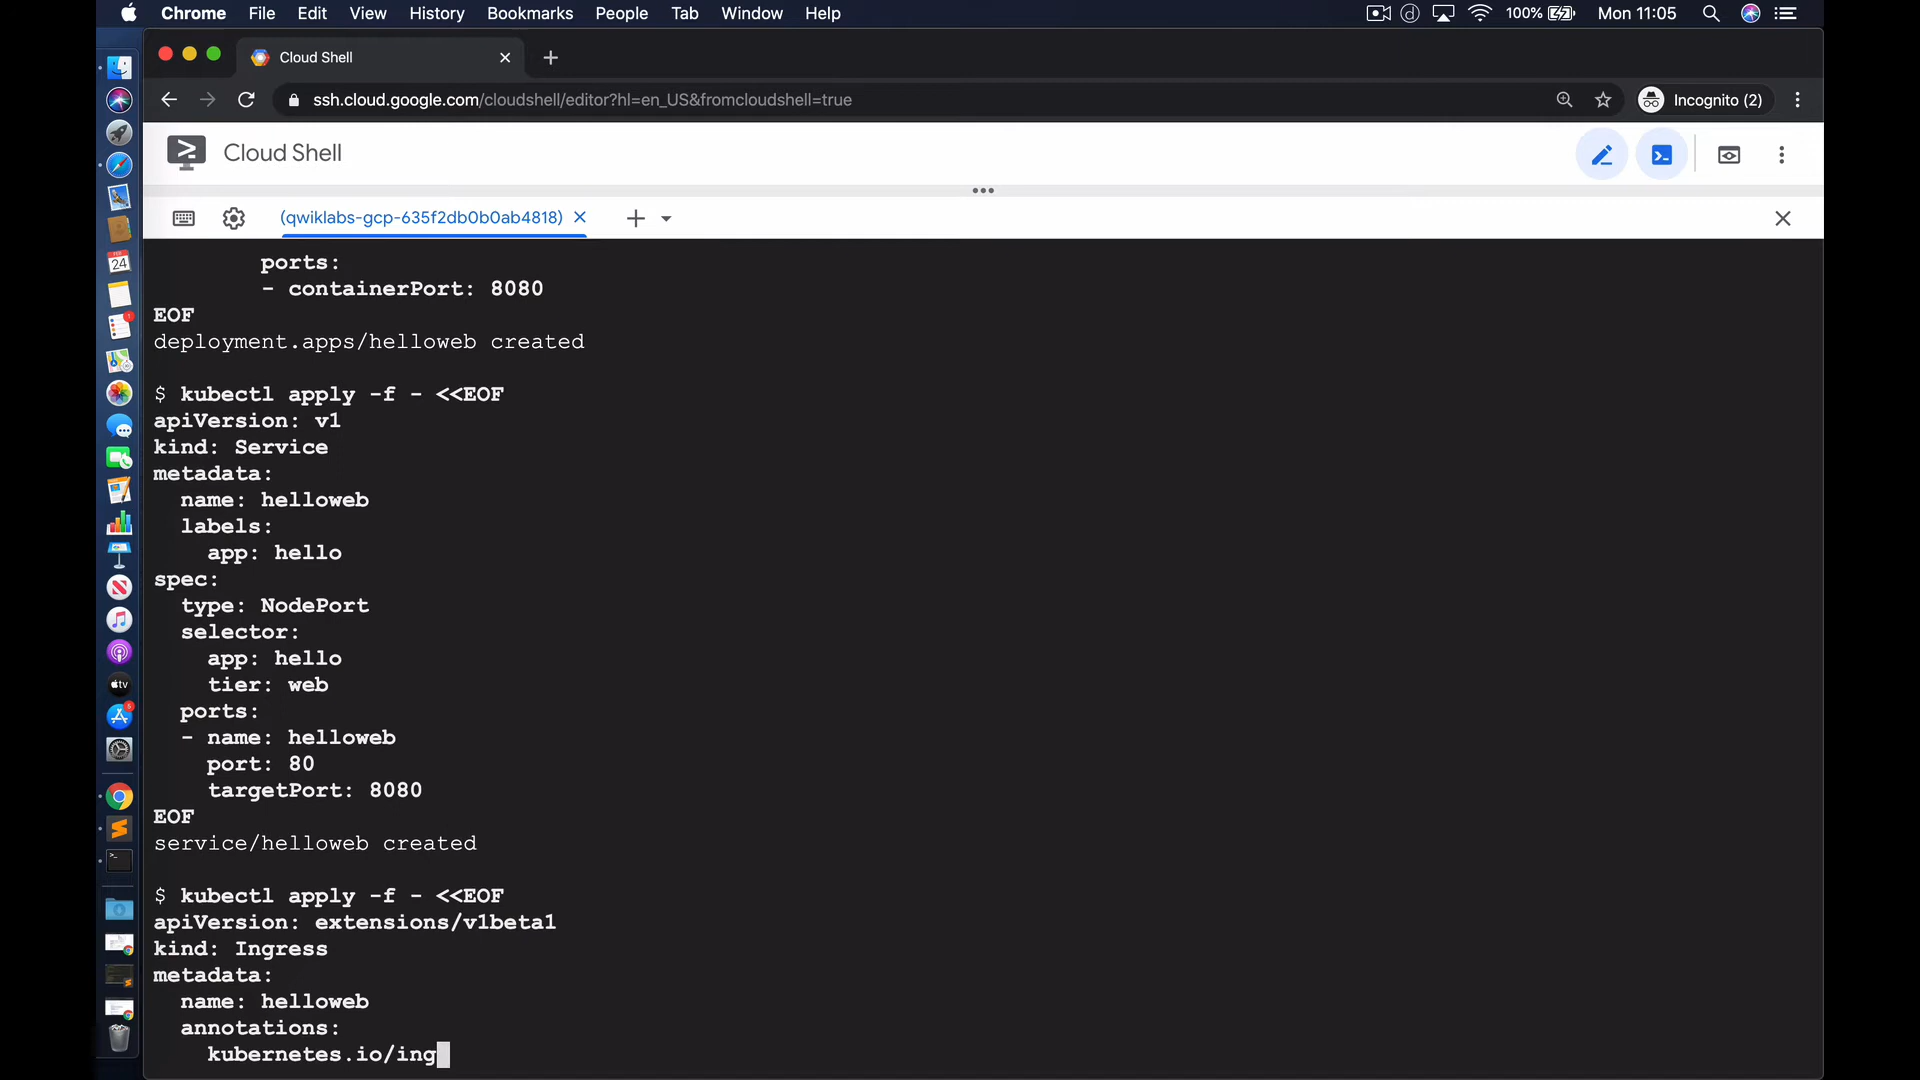 Chrome File Edit View History Bookmarks People Tab Window Help 100% Mon 11:05
Cloud Shell
ssh.cloud.google.com/cloudshell/editor?hl=en_US&fromcloudshell=true Incognito (2)
Cloud Shell
(qwiklabs-gcp-635f2db0b0ab4818)
ports:
- containerPort: 8080
EOF
deployment.apps/helloweb created
$ kubectl apply -f - <<EOF
apiVersion: v1
kind: Service
metadata:
name: helloweb
labels:
app: hello
spec:
type: NodePort
selector:
app: hello
tier: web
ports:
- name: helloweb
port: 80
targetPort: 8080
EOF
service/helloweb created
$ kubectl apply -f - <<EOF
apiVersion: extensions/v1beta1
kind: Ingress
metadata:
name: helloweb
annotations:
kubernetes.io/ing
24
tv